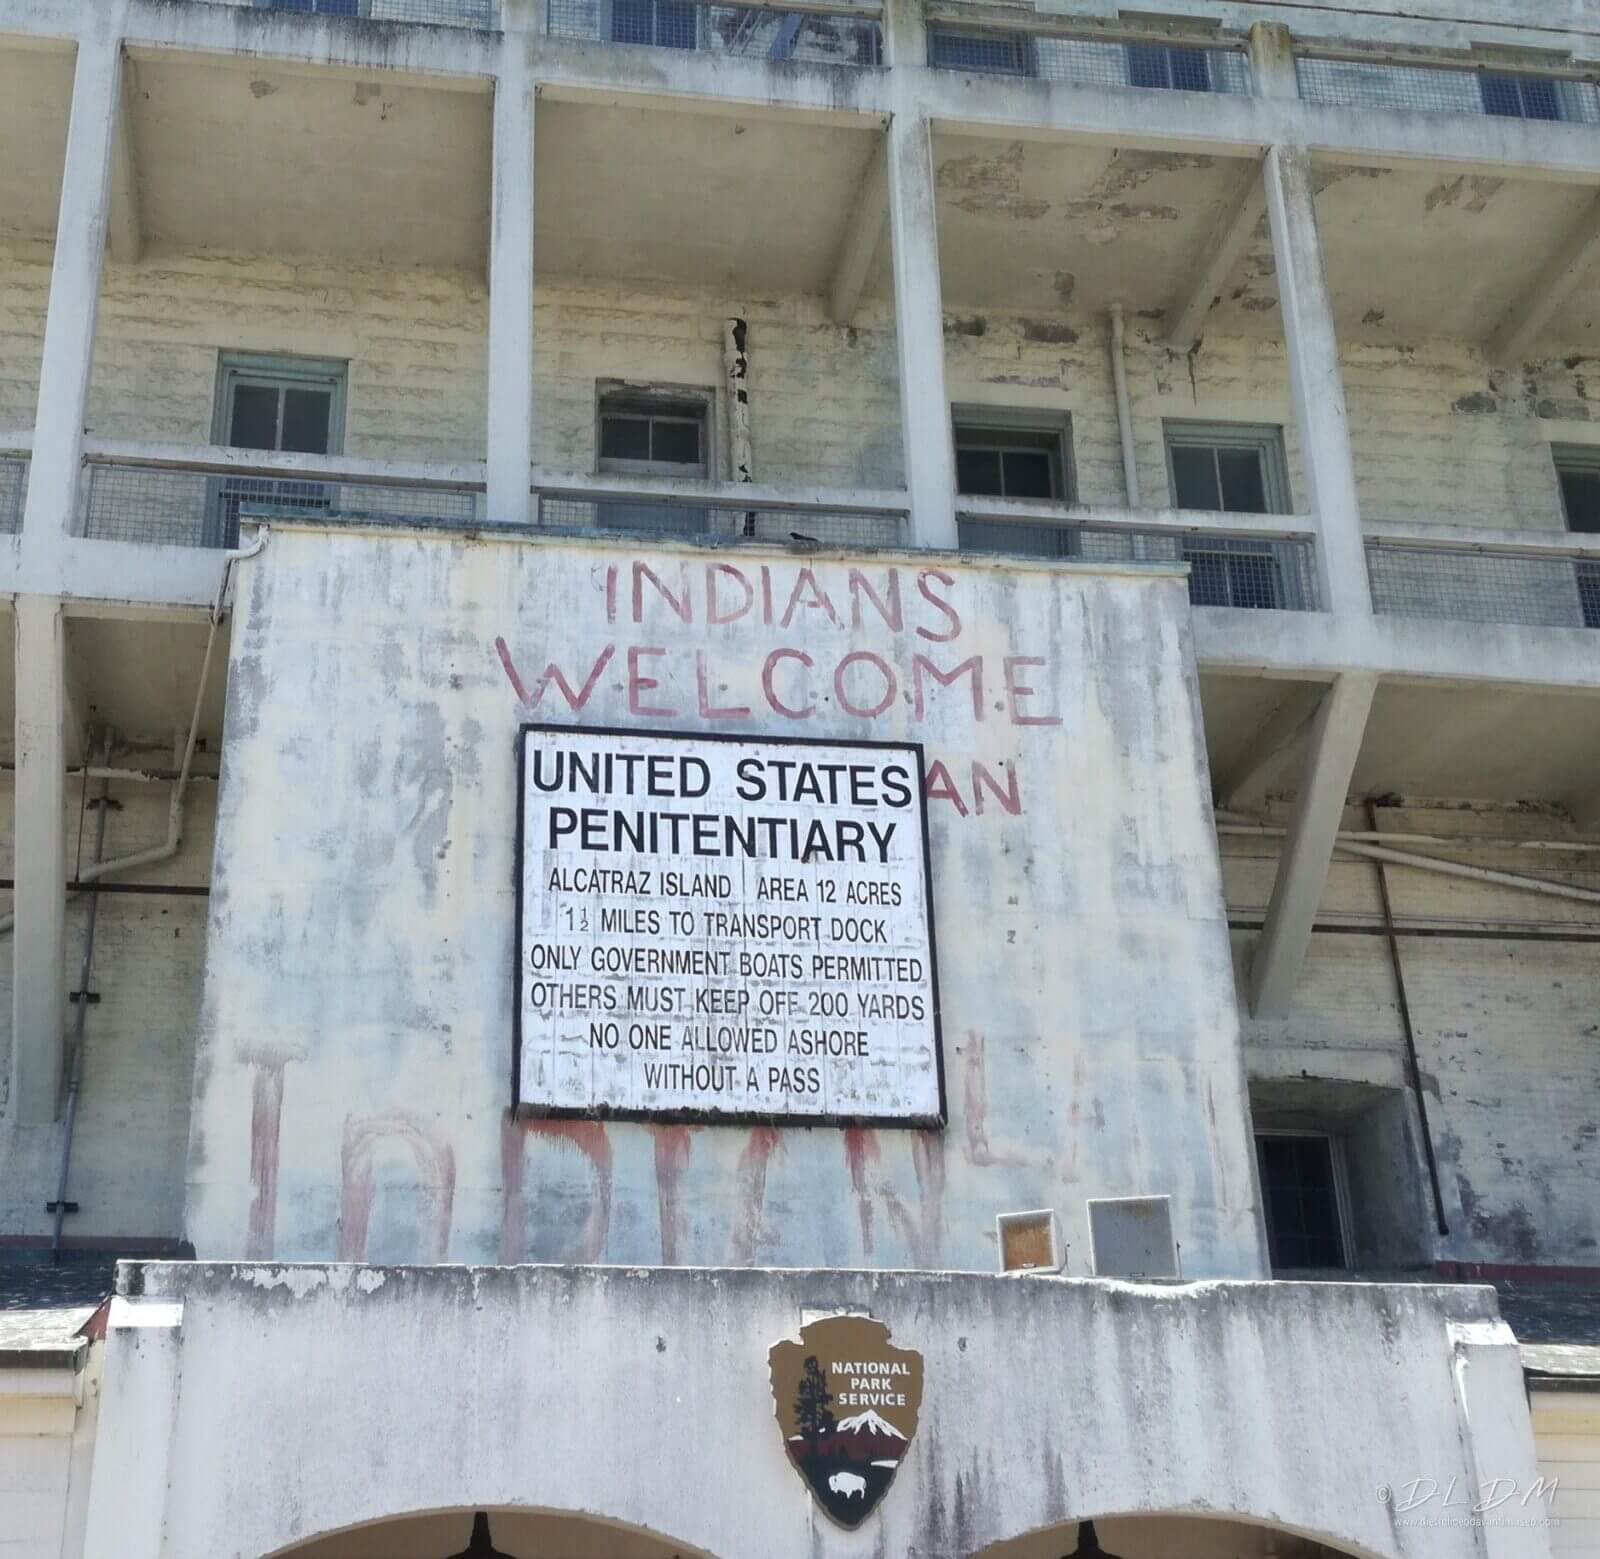 INDIANS
WELCOME
AN
UNITED STATES
PENITENTIARY
ALCATRAZ ISLAND AREA 12 ACRES
1½ MILES TO TRANSPORT DOCK
ONLY GOVERNMENT BOATS PERMITTED
OTHERS MUST KEEP OFF 200 YARDS
NO ONE ALLOWED ASHORE
WITHOUT A PASS
InDIAN
NATIONAL
PARK
SERVICE
© DLDM